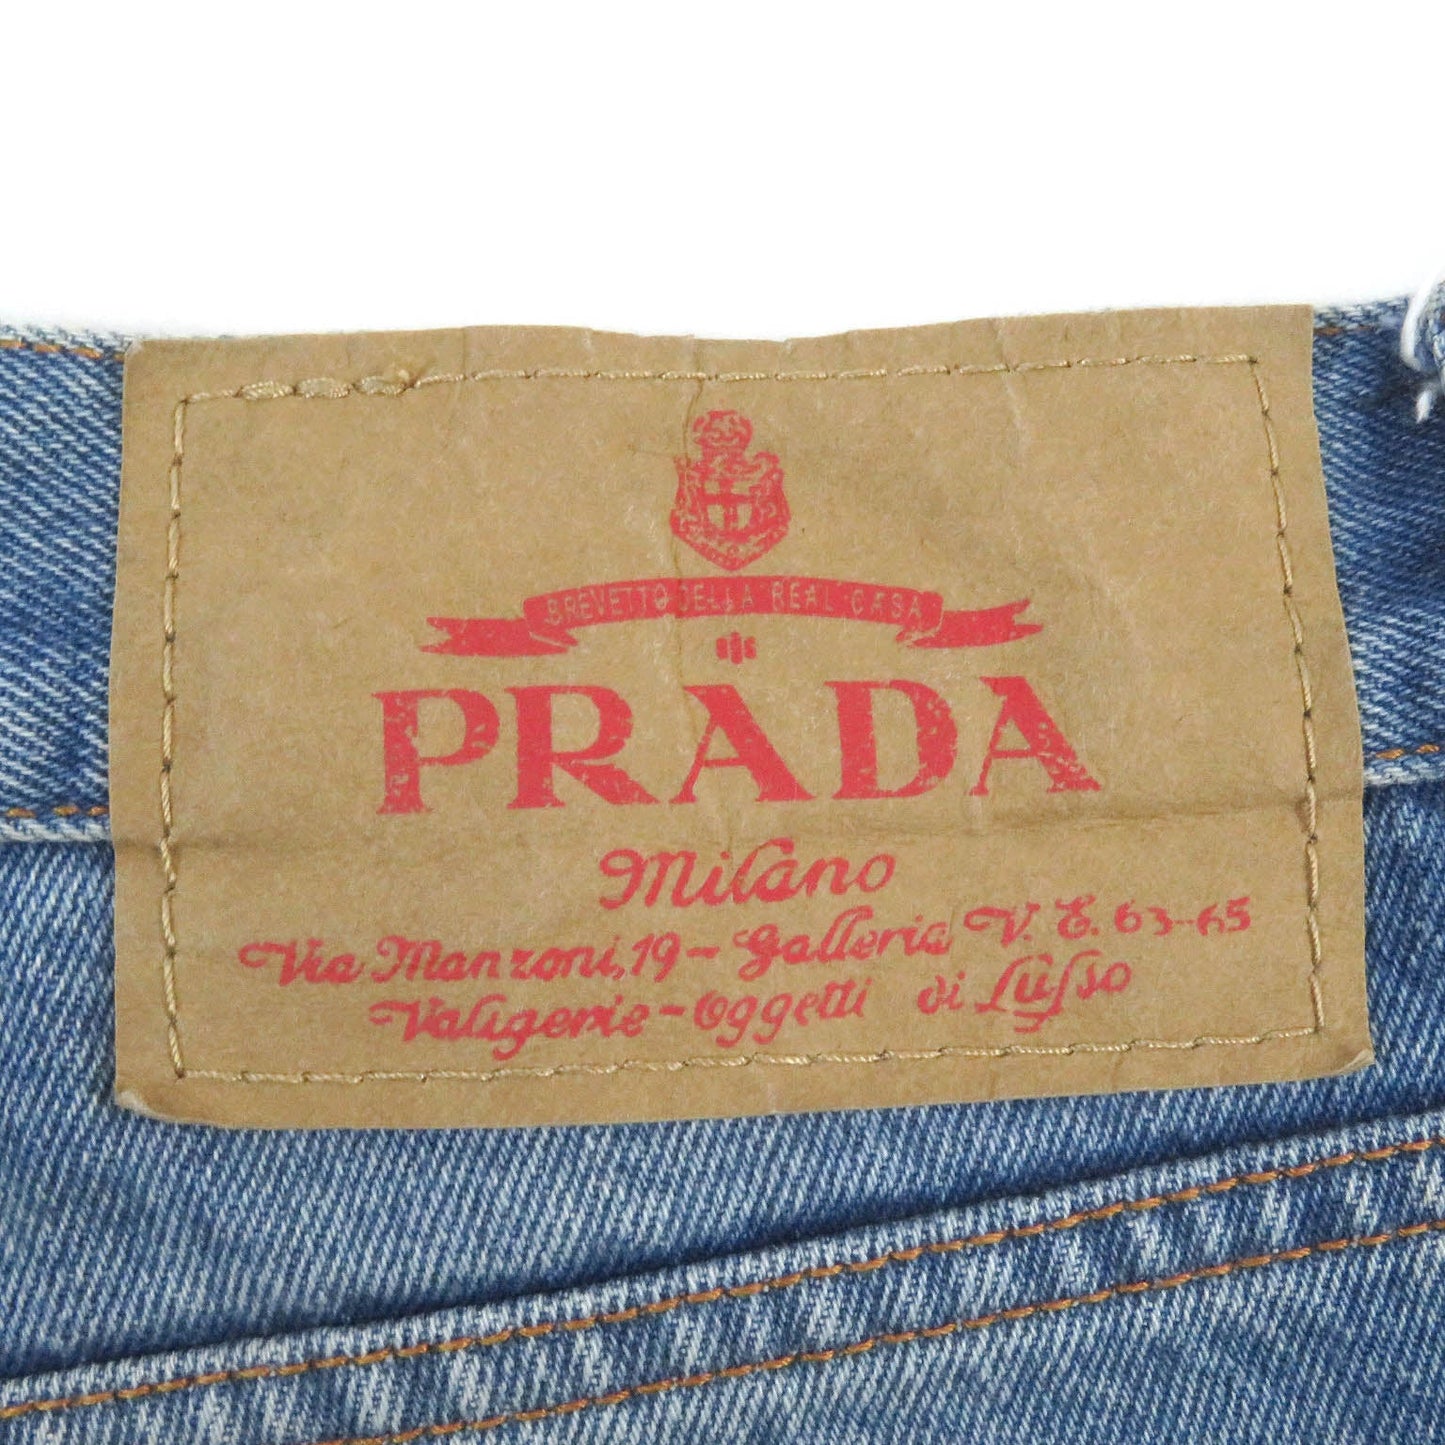 BREVETTO DELLA REAL CASA
PRADA
Milano
Via Manzoni, 19 - Galleria V. E. 63-65
Valigerie - Oggetti di Lusso